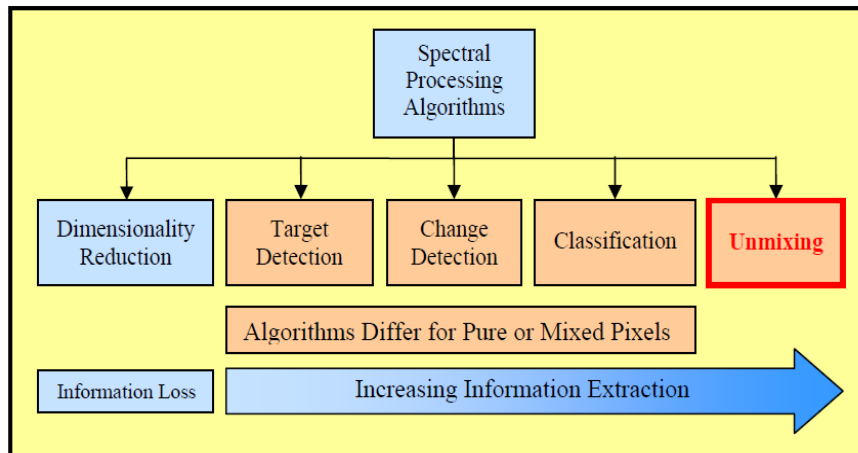 Spectral
Processing
Algorithms
Dimensionality
Reduction
Target
Detection
Change
Detection
Classification
Unmixing
Algorithms Differ for Pure or Mixed Pixels
Information Loss
Increasing Information Extraction